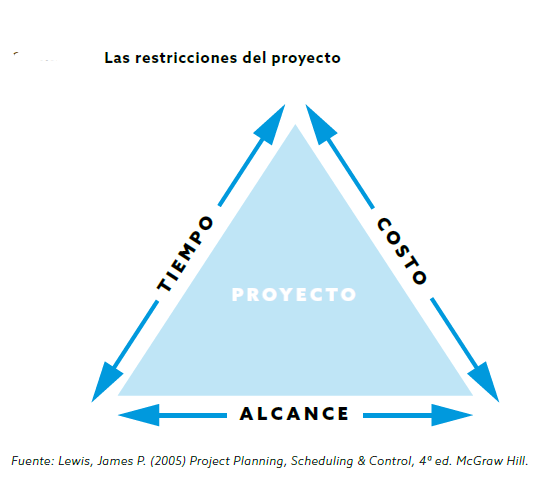 Las restricciones del proyecto
TIEMPO
COSTO
PROYECTO
ALCANCE
Fuente: Lewis, James P. (2005) Project Planning, Scheduling & Control, 4º ed. McGraw Hill.